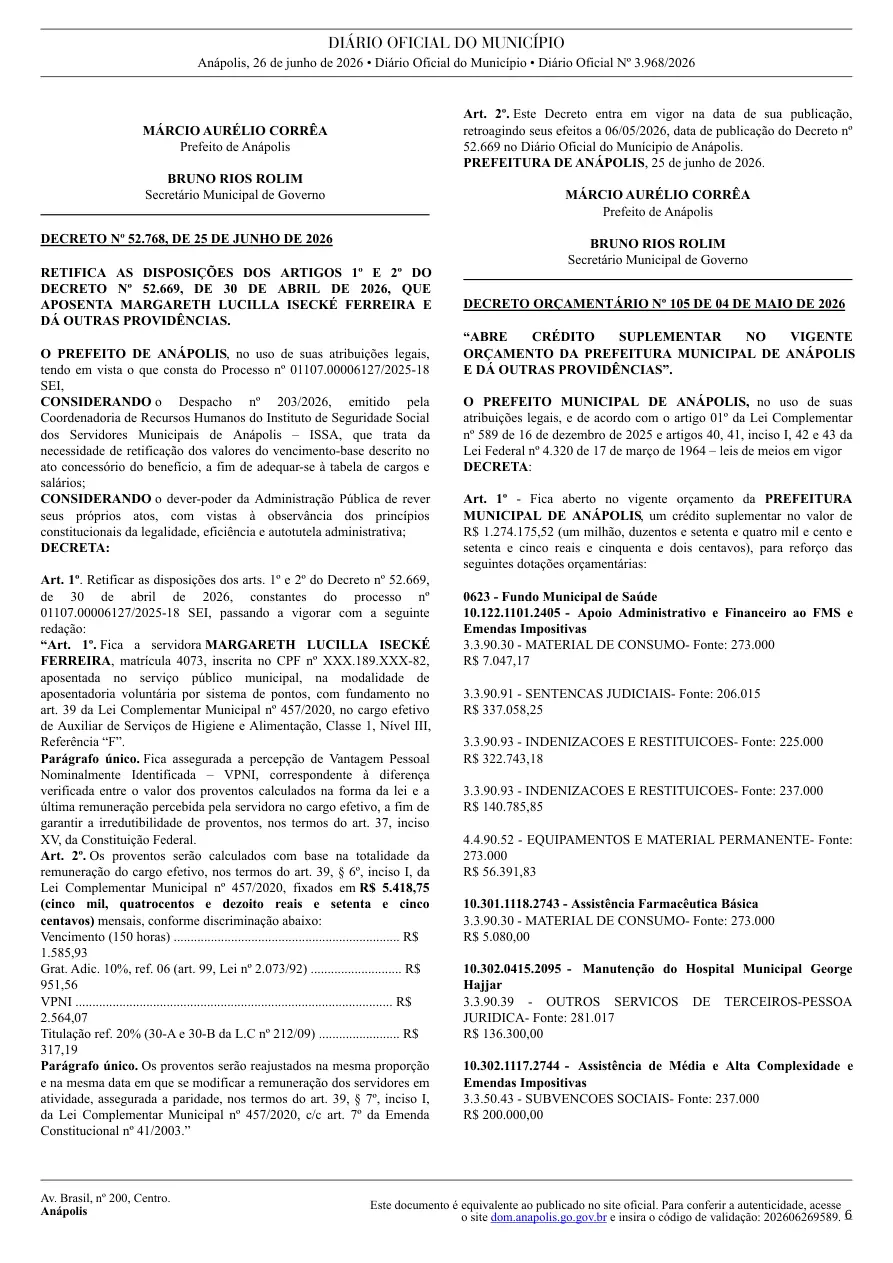 DIÁRIO OFICIAL DO MUNICÍPIO
Anápolis, 26 de junho de 2026 • Diário Oficial do Município • Diário Oficial Nº 3.968/2026
MÁRCIO AURÉLIO CORRÊA
Prefeito de Anápolis
BRUNO RIOS ROLIM
Secretário Municipal de Governo
DECRETO Nº 52.768, DE 25 DE JUNHO DE 2026
RETIFICA AS DISPOSIÇÕES DOS ARTIGOS 1º E 2º DO
DECRETO Nº 52.669, DE 30 DE ABRIL DE 2026, QUE
APOSENTA MARGARETH LUCILLA ISECKÉ FERREIRA E
DÁ OUTRAS PROVIDÊNCIAS.
O PREFEITO DE ANÁPOLIS, no uso de suas atribuições legais,
tendo em vista o que consta do Processo nº 01107.00006127/2025-18
SEI,
CONSIDERANDO o Despacho nº 203/2026, emitido pela
Coordenadoria de Recursos Humanos do Instituto de Seguridade Social
dos Servidores Municipais de Anápolis – ISSA, que trata da
necessidade de retificação dos valores do vencimento-base descrito no
ato concessório do benefício, a fim de adequar-se à tabela de cargos e
salários;
CONSIDERANDO o dever-poder da Administração Pública de rever
seus próprios atos, com vistas à observância dos princípios
constitucionais da legalidade, eficiência e autotutela administrativa;
DECRETA:
Art. 1º. Retificar as disposições dos arts. 1º e 2º do Decreto nº 52.669,
de 30 de abril de 2026, constantes do processo nº
01107.00006127/2025-18 SEI, passando a vigorar com a seguinte
redação:
“Art. 1º. Fica a servidora MARGARETH LUCILLA ISECKÉ
FERREIRA, matrícula 4073, inscrita no CPF nº XXX.189.XXX-82,
aposentada no serviço público municipal, na modalidade de
aposentadoria voluntária por sistema de pontos, com fundamento no
art. 39 da Lei Complementar Municipal nº 457/2020, no cargo efetivo
de Auxiliar de Serviços de Higiene e Alimentação, Classe 1, Nível III,
Referência “F”.
Parágrafo único. Fica assegurada a percepção de Vantagem Pessoal
Nominalmente Identificada – VPNI, correspondente à diferença
verificada entre o valor dos proventos calculados na forma da lei e a
última remuneração percebida pela servidora no cargo efetivo, a fim de
garantir a irredutibilidade de proventos, nos termos do art. 37, inciso
XV, da Constituição Federal.
Art. 2º. Os proventos serão calculados com base na totalidade da
remuneração do cargo efetivo, nos termos do art. 39, § 6º, inciso I, da
Lei Complementar Municipal nº 457/2020, fixados em R$ 5.418,75
(cinco mil, quatrocentos e dezoito reais e setenta e cinco
centavos) mensais, conforme discriminação abaixo:
Vencimento (150 horas) .................................................................. R$
1.585,93
Grat. Adic. 10%, ref. 06 (art. 99, Lei nº 2.073/92) ........................... R$
951,56
VPNI ............................................................................................. R$
2.564,07
Titulação ref. 20% (30-A e 30-B da L.C nº 212/09) ........................ R$
317,19
Parágrafo único. Os proventos serão reajustados na mesma proporção
e na mesma data em que se modificar a remuneração dos servidores em
atividade, assegurada a paridade, nos termos do art. 39, § 7º, inciso I,
da Lei Complementar Municipal nº 457/2020, c/c art. 7º da Emenda
Constitucional nº 41/2003.”
Art. 2º. Este Decreto entra em vigor na data de sua publicação,
retroagindo seus efeitos a 06/05/2026, data de publicação do Decreto nº
52.669 no Diário Oficial do Município de Anápolis.
PREFEITURA DE ANÁPOLIS, 25 de junho de 2026.
MÁRCIO AURÉLIO CORRÊA
Prefeito de Anápolis
BRUNO RIOS ROLIM
Secretário Municipal de Governo
DECRETO ORÇAMENTÁRIO Nº 105 DE 04 DE MAIO DE 2026
“ABRE CRÉDITO SUPLEMENTAR NO VIGENTE
ORÇAMENTO DA PREFEITURA MUNICIPAL DE ANÁPOLIS
E DÁ OUTRAS PROVIDÊNCIAS”.
O PREFEITO MUNICIPAL DE ANÁPOLIS, no uso de suas
atribuições legais, e de acordo com o artigo 01º da Lei Complementar
nº 589 de 16 de dezembro de 2025 e artigos 40, 41, inciso I, 42 e 43 da
Lei Federal nº 4.320 de 17 de março de 1964 – leis de meios em vigor
DECRETA:
Art. 1º - Fica aberto no vigente orçamento da PREFEITURA
MUNICIPAL DE ANÁPOLIS, um crédito suplementar no valor de
R$ 1.274.175,52 (um milhão, duzentos e setenta e quatro mil e cento e
setenta e cinco reais e cinquenta e dois centavos), para reforço das
seguintes dotações orçamentárias:
0623 - Fundo Municipal de Saúde
10.122.1101.2405 - Apoio Administrativo e Financeiro ao FMS e
Emendas Impositivas
3.3.90.30 - MATERIAL DE CONSUMO- Fonte: 273.000
R$ 7.047,17
3.3.90.91 - SENTENCAS JUDICIAIS- Fonte: 206.015
R$ 337.058,25
3.3.90.93 - INDENIZACOES E RESTITUICOES- Fonte: 225.000
R$ 322.743,18
3.3.90.93 - INDENIZACOES E RESTITUICOES- Fonte: 237.000
R$ 140.785,85
4.4.90.52 - EQUIPAMENTOS E MATERIAL PERMANENTE- Fonte:
273.000
R$ 56.391,83
10.301.1118.2743 - Assistência Farmacêutica Básica
3.3.90.30 - MATERIAL DE CONSUMO- Fonte: 273.000
R$ 5.080,00
10.302.0415.2095 - Manutenção do Hospital Municipal George
Hajjar
3.3.90.39 - OUTROS SERVICOS DE TERCEIROS-PESSOA
JURIDICA- Fonte: 281.017
R$ 136.300,00
10.302.1117.2744 - Assistência de Média e Alta Complexidade e
Emendas Impositivas
3.3.50.43 - SUBVENCOES SOCIAIS- Fonte: 237.000
R$ 200.000,00
Av. Brasil, nº 200, Centro.
Anápolis
Este documento é equivalente ao publicado no site oficial. Para conferir a autenticidade, acesse
o site dom.anapolis.go.gov.br e insira o código de validação: 202606269589. 6